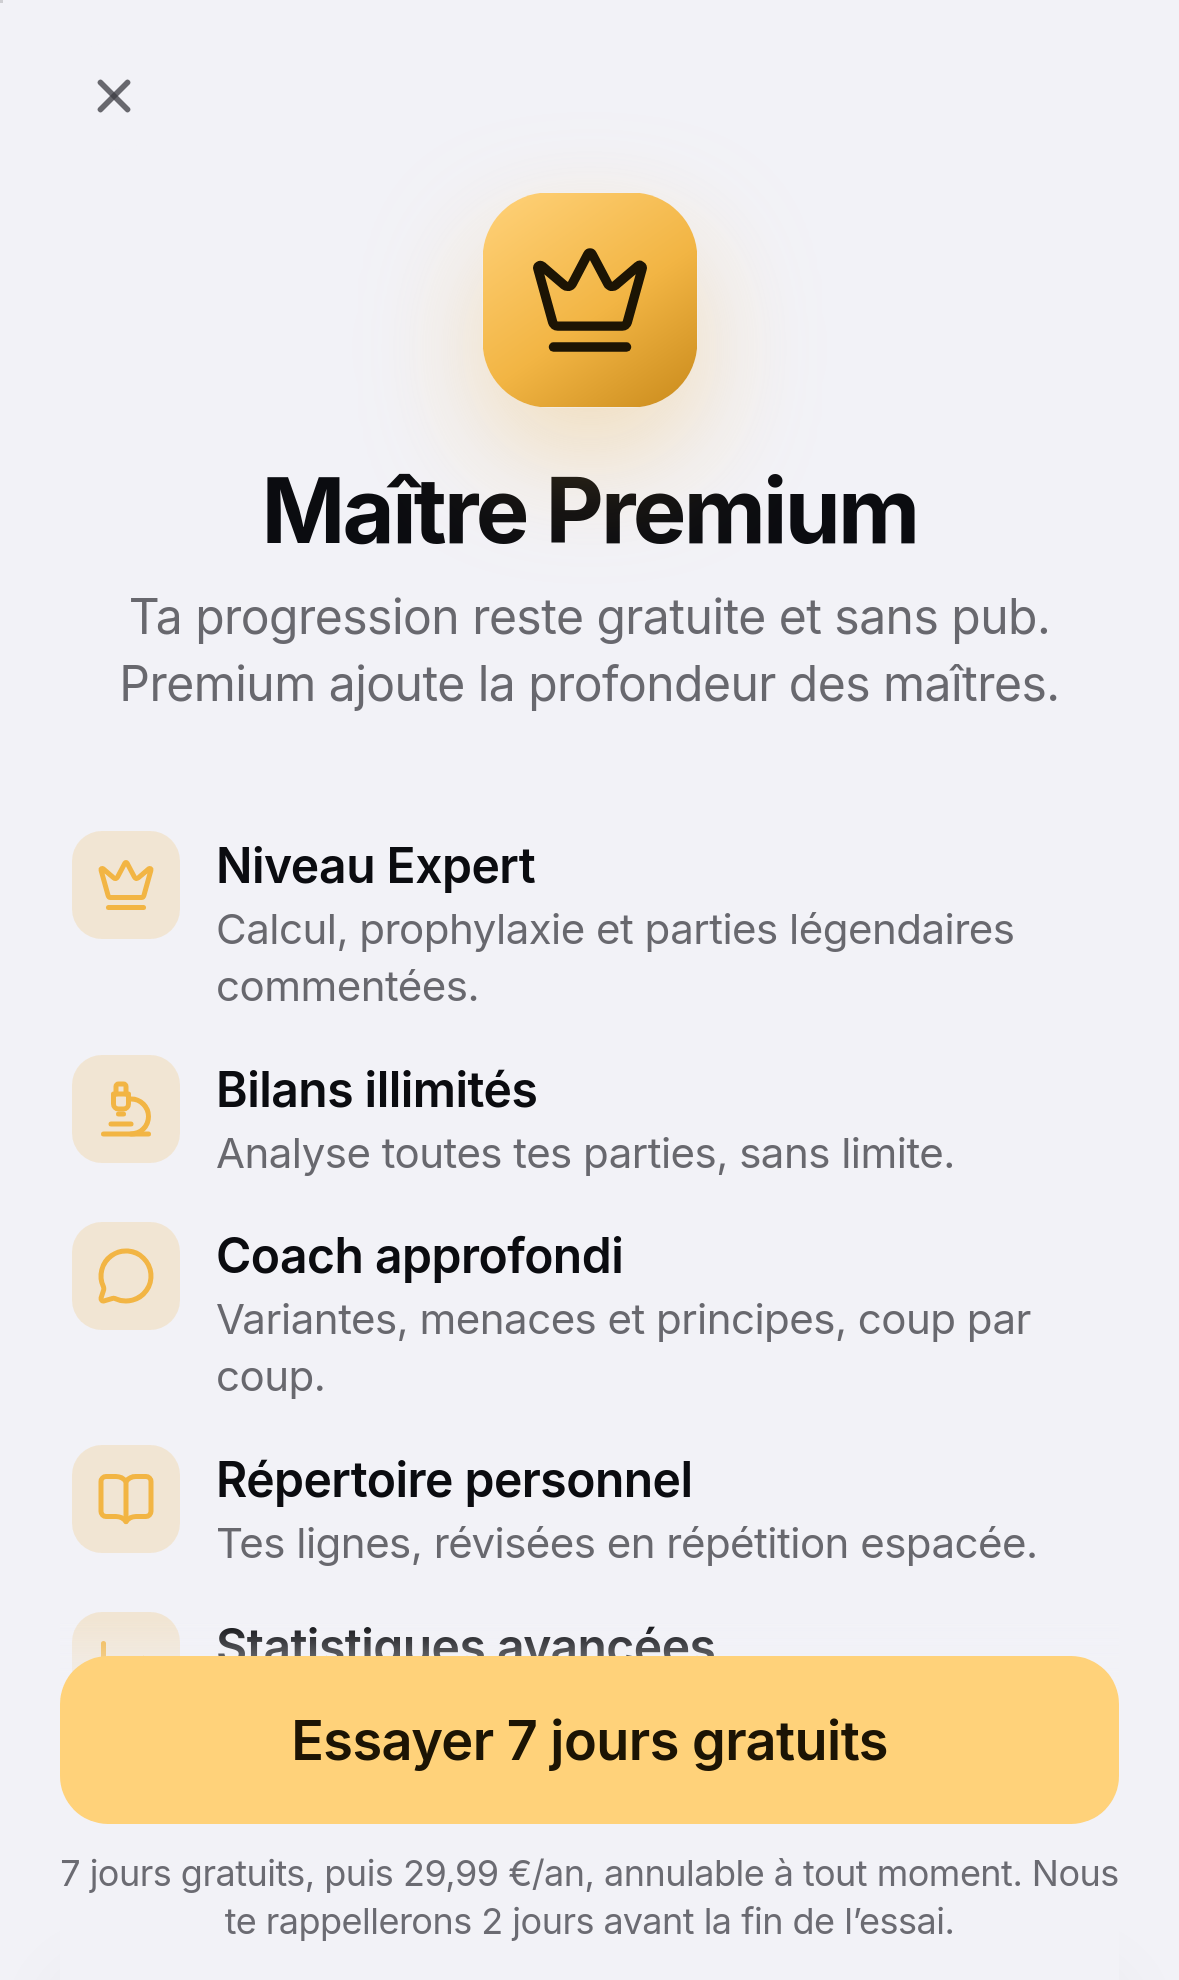 Maître Premium
Ta progression reste gratuite et sans pub.
Premium ajoute la profondeur des maîtres.
Niveau Expert
Calcul, prophylaxie et parties légendaires
commentées.
Bilans illimités
Analyse toutes tes parties, sans limite.
Coach approfondi
Variantes, menaces et principes, coup par
coup.
Répertoire personnel
Tes lignes, révisées en répétition espacée.
Statistiques avancées
Essayer 7 jours gratuits
7 jours gratuits, puis 29,99 €/an, annulable à tout moment. Nous
te rappellerons 2 jours avant la fin de l’essai.